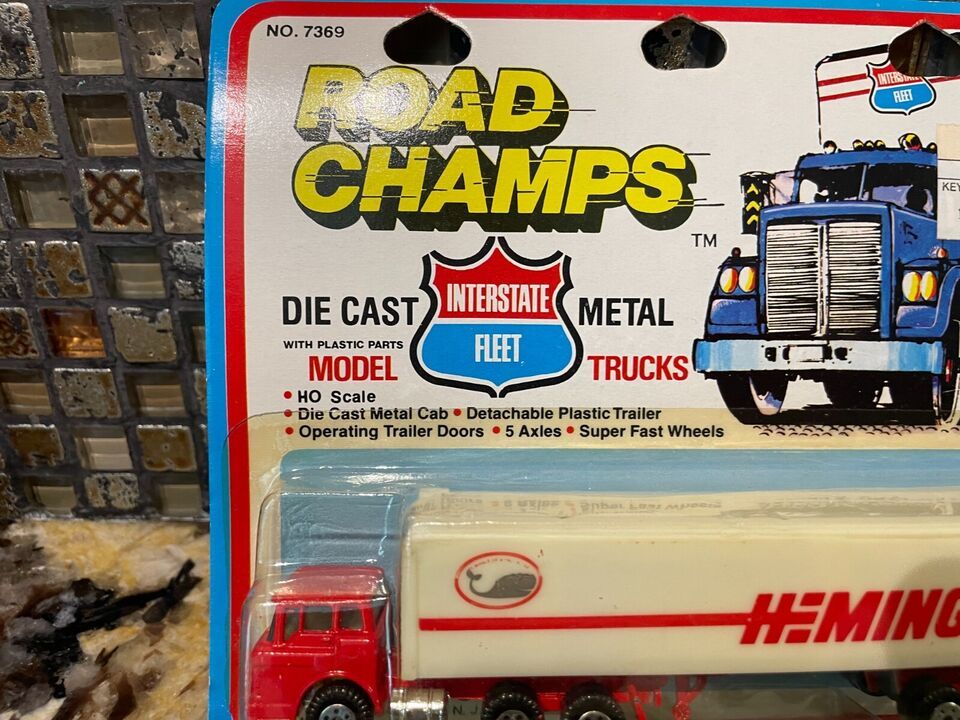 NO. 7369
ROAD
CHAMPS
TM
INTERSTATE
FLEET
DIE CAST
METAL
INTERSTATE
FLEET
WITH PLASTIC PARTS
MODEL
TRUCKS
• HO Scale
• Die Cast Metal Cab • Detachable Plastic Trailer
• Operating Trailer Doors • 5 Axles • Super Fast Wheels
KEY
HEMING
N. J